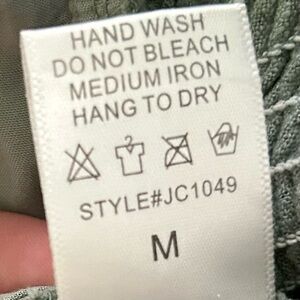 HAND WASH
DO NOT BLEACH
MEDIUM IRON
HANG TO DRY
STYLE#JC1049
M